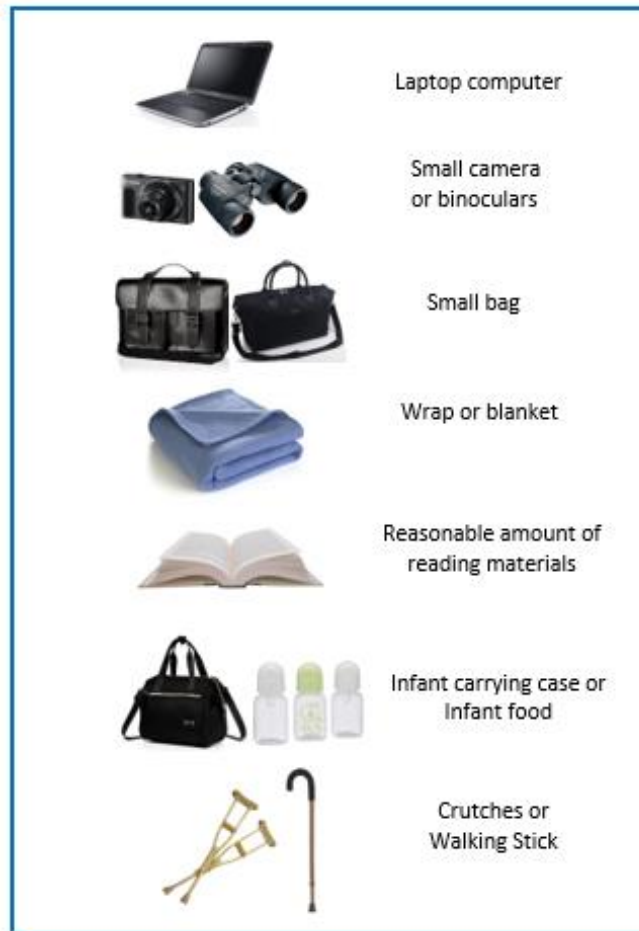 Laptop computer
Small camera
or binoculars
Small bag
Wrap or blanket
Reasonable amount of
reading materials
Infant carrying case or
Infant food
Crutches or
Walking Stick